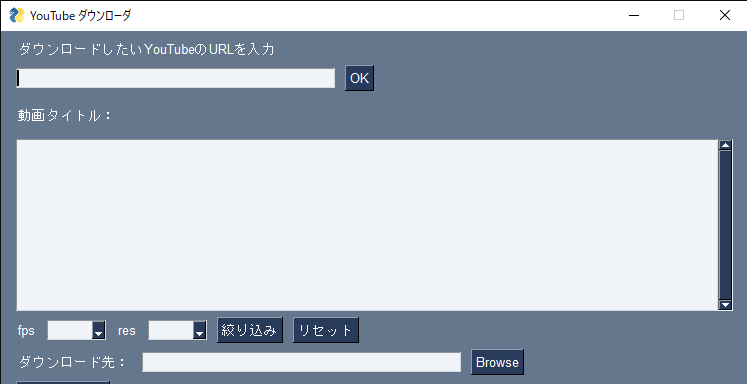 YouTube ダウンローダ
ダウンロードしたいYouTubeのURLを入力
OK
動画タイトル：
fps res 絞り込み リセット
ダウンロード先： Browse